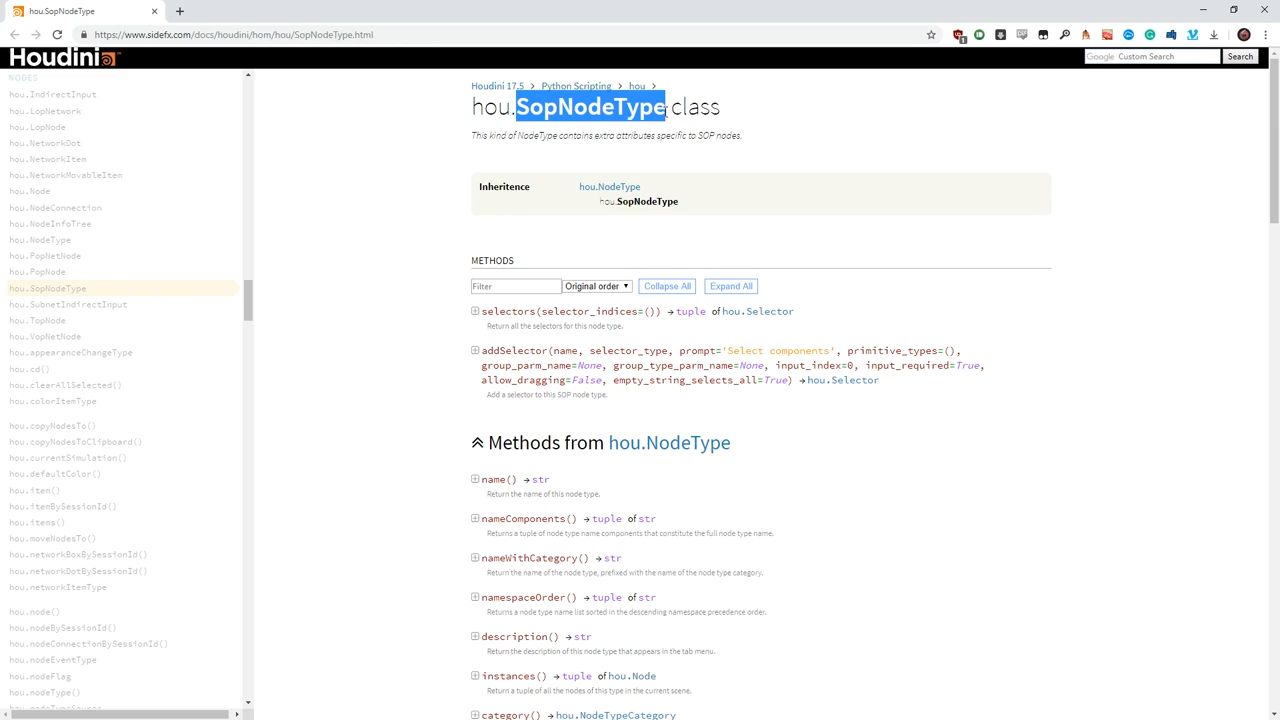 hou.SopNodeType
https://www.sidefx.com/docs/houdini/hom/hou/SopNodeType.html
1
Houdini
Google Custom Search
Search
NODES
hou.IndirectInput
hou.LopNetwork
hou.LopNode
hou.NetworkDot
hou.NetworkItem
hou.NetworkMovableItem
hou.Node
hou.NodeConnection
hou.NodeInfoTree
hou.NodeType
hou.PopNetNode
hou.PopNode
hou.SopNodeType
hou.SubnetIndirectInput
hou.TopNode
hou.VopNetNode
hou.appearanceChangeType
hou.cd()
hou.clearAllSelected()
hou.colorItemType
hou.copyNodesTo()
hou.copyNodesToClipboard()
hou.currentSimulation()
hou.defaultColor()
hou.item()
hou.itemBySessionId()
hou.items()
hou.moveNodesTo()
hou.networkBoxBySessionId()
hou.networkDotBySessionId()
hou.networkItemType
hou.node()
hou.nodeBySessionId()
hou.nodeConnectionBySessionId()
hou.nodeEventType
hou.nodeFlag
hou.nodeType()
hou.nodeTypeSource
Houdini 17.5 > Python Scripting > hou >
hou.SopNodeType class
This kind of NodeType contains extra attributes specific to SOP nodes.
Inheritence hou.NodeType
hou.SopNodeType
METHODS
Filter Original order ▼ Collapse All Expand All
selectors(selector_indices=()) → tuple of hou.Selector
Return all the selectors for this node type.
addSelector(name, selector_type, prompt='Select components', primitive_types=(),
group_parm_name=None, group_type_parm_name=None, input_index=0, input_required=True,
allow_dragging=False, empty_string_selects_all=True) → hou.Selector
Add a selector to this SOP node type.
Methods from hou.NodeType
name() → str
Return the name of this node type.
nameComponents() → tuple of str
Returns a tuple of node type name components that constitute the full node type name.
nameWithCategory() → str
Return the name of the node type, prefixed with the name of the node type category.
namespaceOrder() → tuple of str
Returns a node type name list sorted in the descending namespace precedence order.
description() → str
Return the description of this node type that appears in the tab menu.
instances() → tuple of hou.Node
Return a tuple of all the nodes of this type in the current scene.
category() → hou.NodeTypeCategory